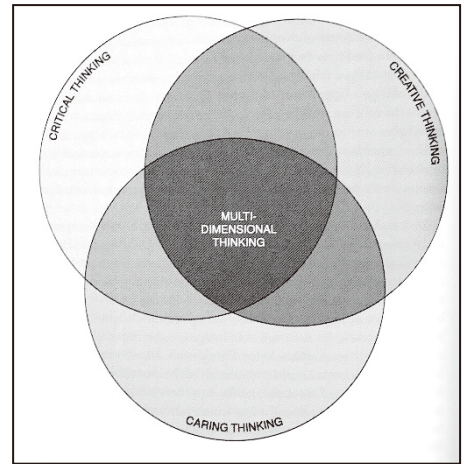 CRITICAL THINKING
CREATIVE THINKING
MULTI-
DIMENSIONAL
THINKING
CARING THINKING